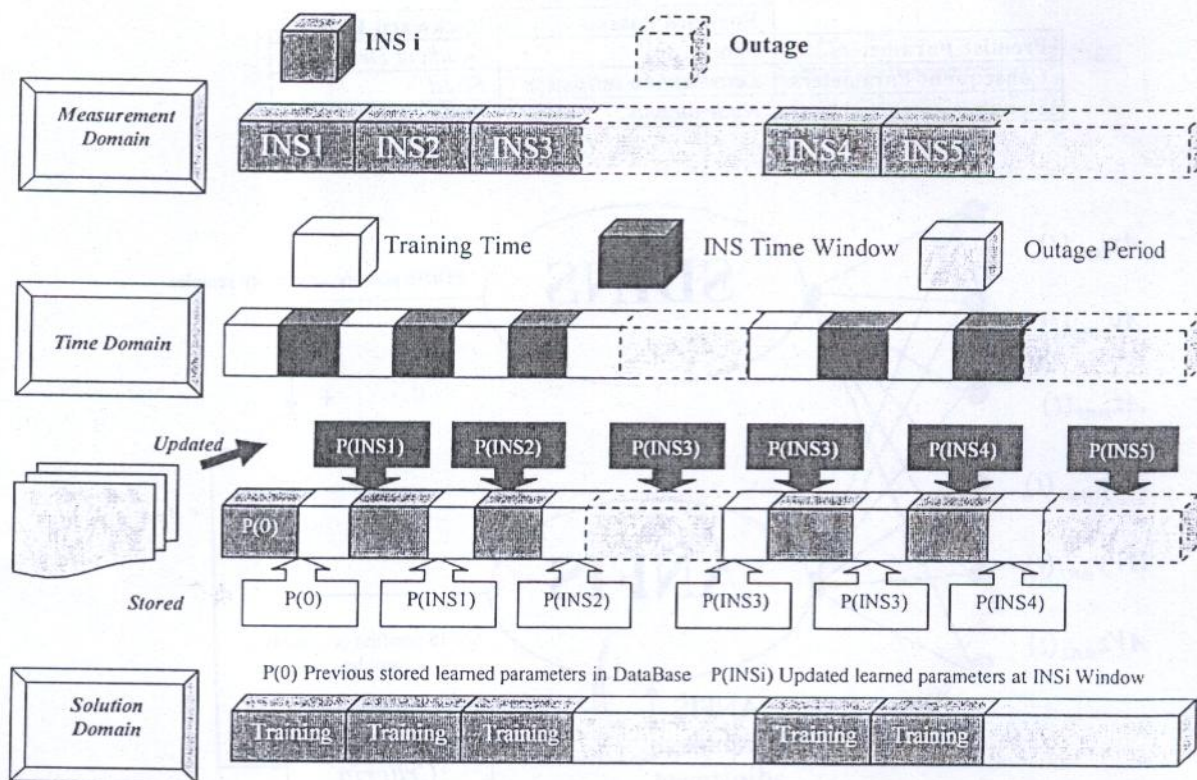 INS i
Outage
Measurement
Domain
INS1 INS2 INS3 INS4 INS5
Training Time
INS Time Window
Outage Period
Time Domain
Updated
P(INS1) P(INS2) P(INS3) P(INS3) P(INS4) P(INS5)
P(0)
Stored
P(0) P(INS1) P(INS2) P(INS3) P(INS3) P(INS4)
P(0) Previous stored learned parameters in DataBase P(INSi) Updated learned parameters at INSi Window
Solution
Domain
Training Training Training Training Training